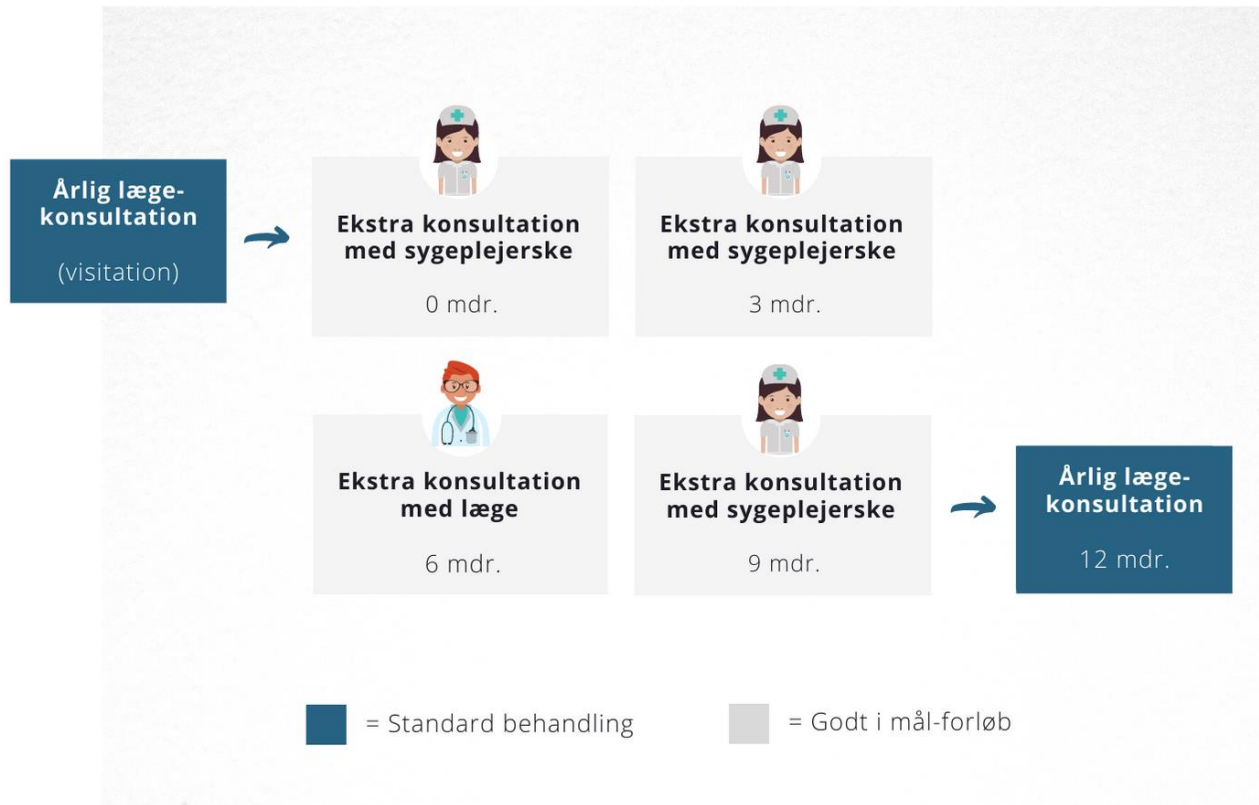 Årlig læge-
konsultation
(visitation)
Ekstra konsultation
med sygeplejerske
0 mdr.
Ekstra konsultation
med sygeplejerske
3 mdr.
Ekstra konsultation
med læge
6 mdr.
Ekstra konsultation
med sygeplejerske
9 mdr.
Årlig læge-
konsultation
12 mdr.
= Standard behandling
= Godt i mål-forløb